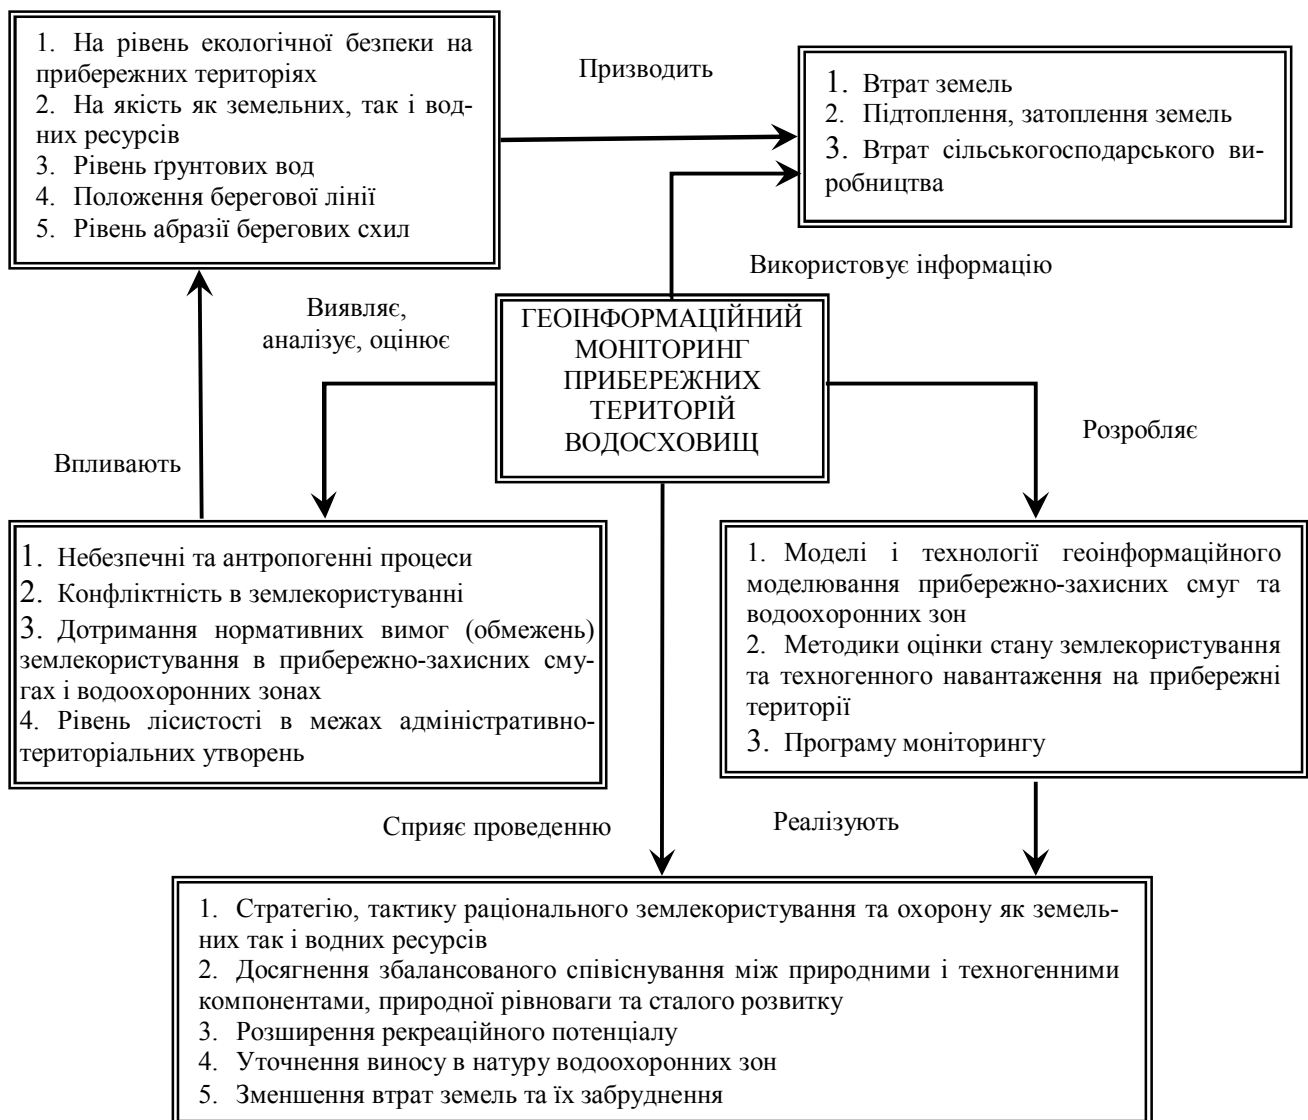 1. На рівень екологічної безпеки на
прибережних територіях
2. На якість як земельних, так і вод-
них ресурсів
3. Рівень ґрунтових вод
4. Положення берегової лінії
5. Рівень абразії берегових схил
Призводить
1. Втрат земель
2. Підтоплення, затоплення земель
3. Втрат сільськогосподарського ви-
робництва
Використовує інформацію
Виявляє,
аналізує, оцінює
ГЕОІНФОРМАЦІЙНИЙ
МОНІТОРИНГ
ПРИБЕРЕЖНИХ
ТЕРИТОРІЙ
ВОДОСХОВИЩ
Розробляє
Впливають
1. Небезпечні та антропогенні процеси
2. Конфліктність в землекористуванні
3. Дотримання нормативних вимог (обмежень)
землекористування в прибережно-захисних сму-
гах і водоохоронних зонах
4. Рівень лісистості в межах адміністративно-
територіальних утворень
1. Моделі і технології геоінформаційного
моделювання прибережно-захисних смуг та
водоохоронних зон
2. Методики оцінки стану землекористування
та техногенного навантаження на прибережні
території
3. Програму моніторингу
Сприяє проведенню
Реалізують
1. Стратегію, тактику раціонального землекористування та охорону як земель-
них так і водних ресурсів
2. Досягнення збалансованого співіснування між природними і техногенними
компонентами, природної рівноваги та сталого розвитку
3. Розширення рекреаційного потенціалу
4. Уточнення виносу в натуру водоохоронних зон
5. Зменшення втрат земель та їх забруднення